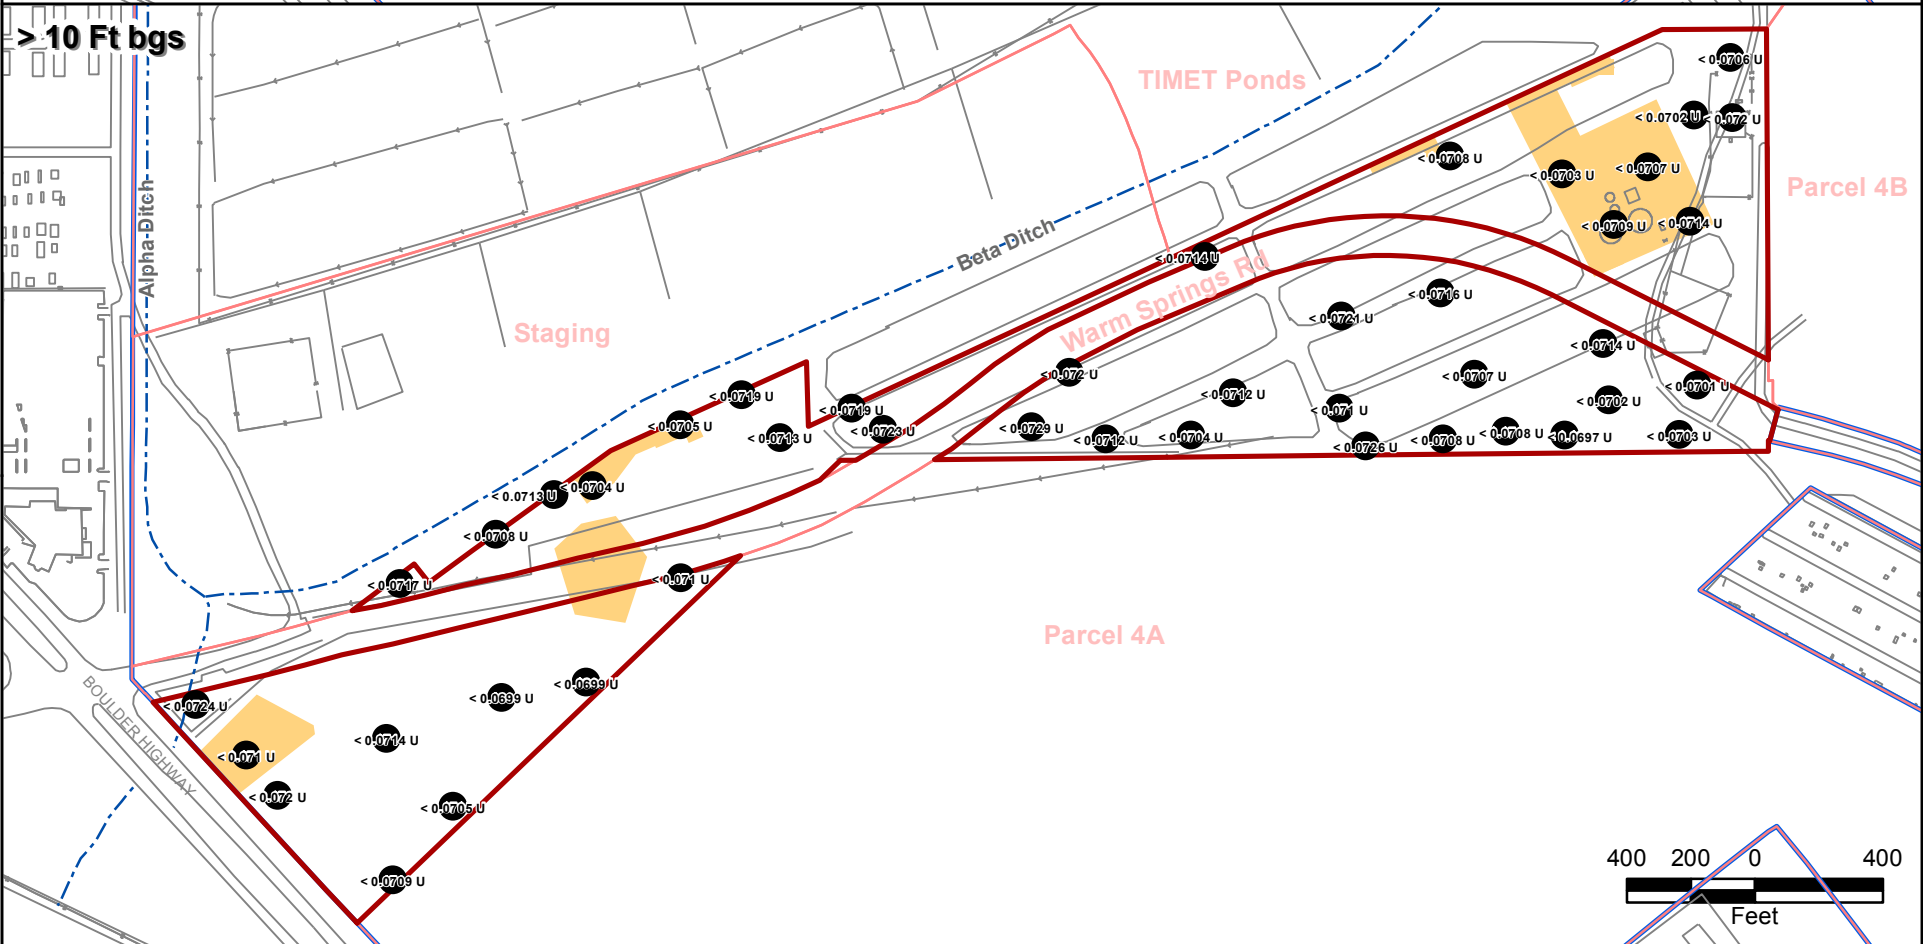 > 10 Ft bgs
TIMET Ponds
< 0.0706 U
< 0.0702 U
< 0.072 U
< 0.0708 U
< 0.0703 U
< 0.0707 U
Parcel 4B
Alpha Ditch
< 0.0709 U
< 0.0714 U
Beta Ditch
< 0.0714 U
Warm Springs Rd
< 0.0716 U
< 0.0721 U
Staging
< 0.0714 U
< 0.072 U
< 0.0707 U
< 0.0701 U
< 0.0719 U
< 0.0712 U
< 0.0702 U
< 0.0719 U
< 0.071 U
< 0.0705 U
< 0.0713 U
< 0.0723 U
< 0.0729 U
< 0.0712 U
< 0.0704 U
< 0.0726 U
< 0.0708 U
< 0.0708 U
< 0.0697 U
< 0.0703 U
< 0.0713 U
< 0.0704 U
< 0.0708 U
< 0.0717 U
< 0.071 U
Parcel 4A
< 0.0699 U
< 0.0699 U
< 0.0724 U
BOULDER HIGHWAY
< 0.0714 U
< 0.071 U
< 0.072 U
< 0.0705 U
< 0.0709 U
400 200 0 400
Feet